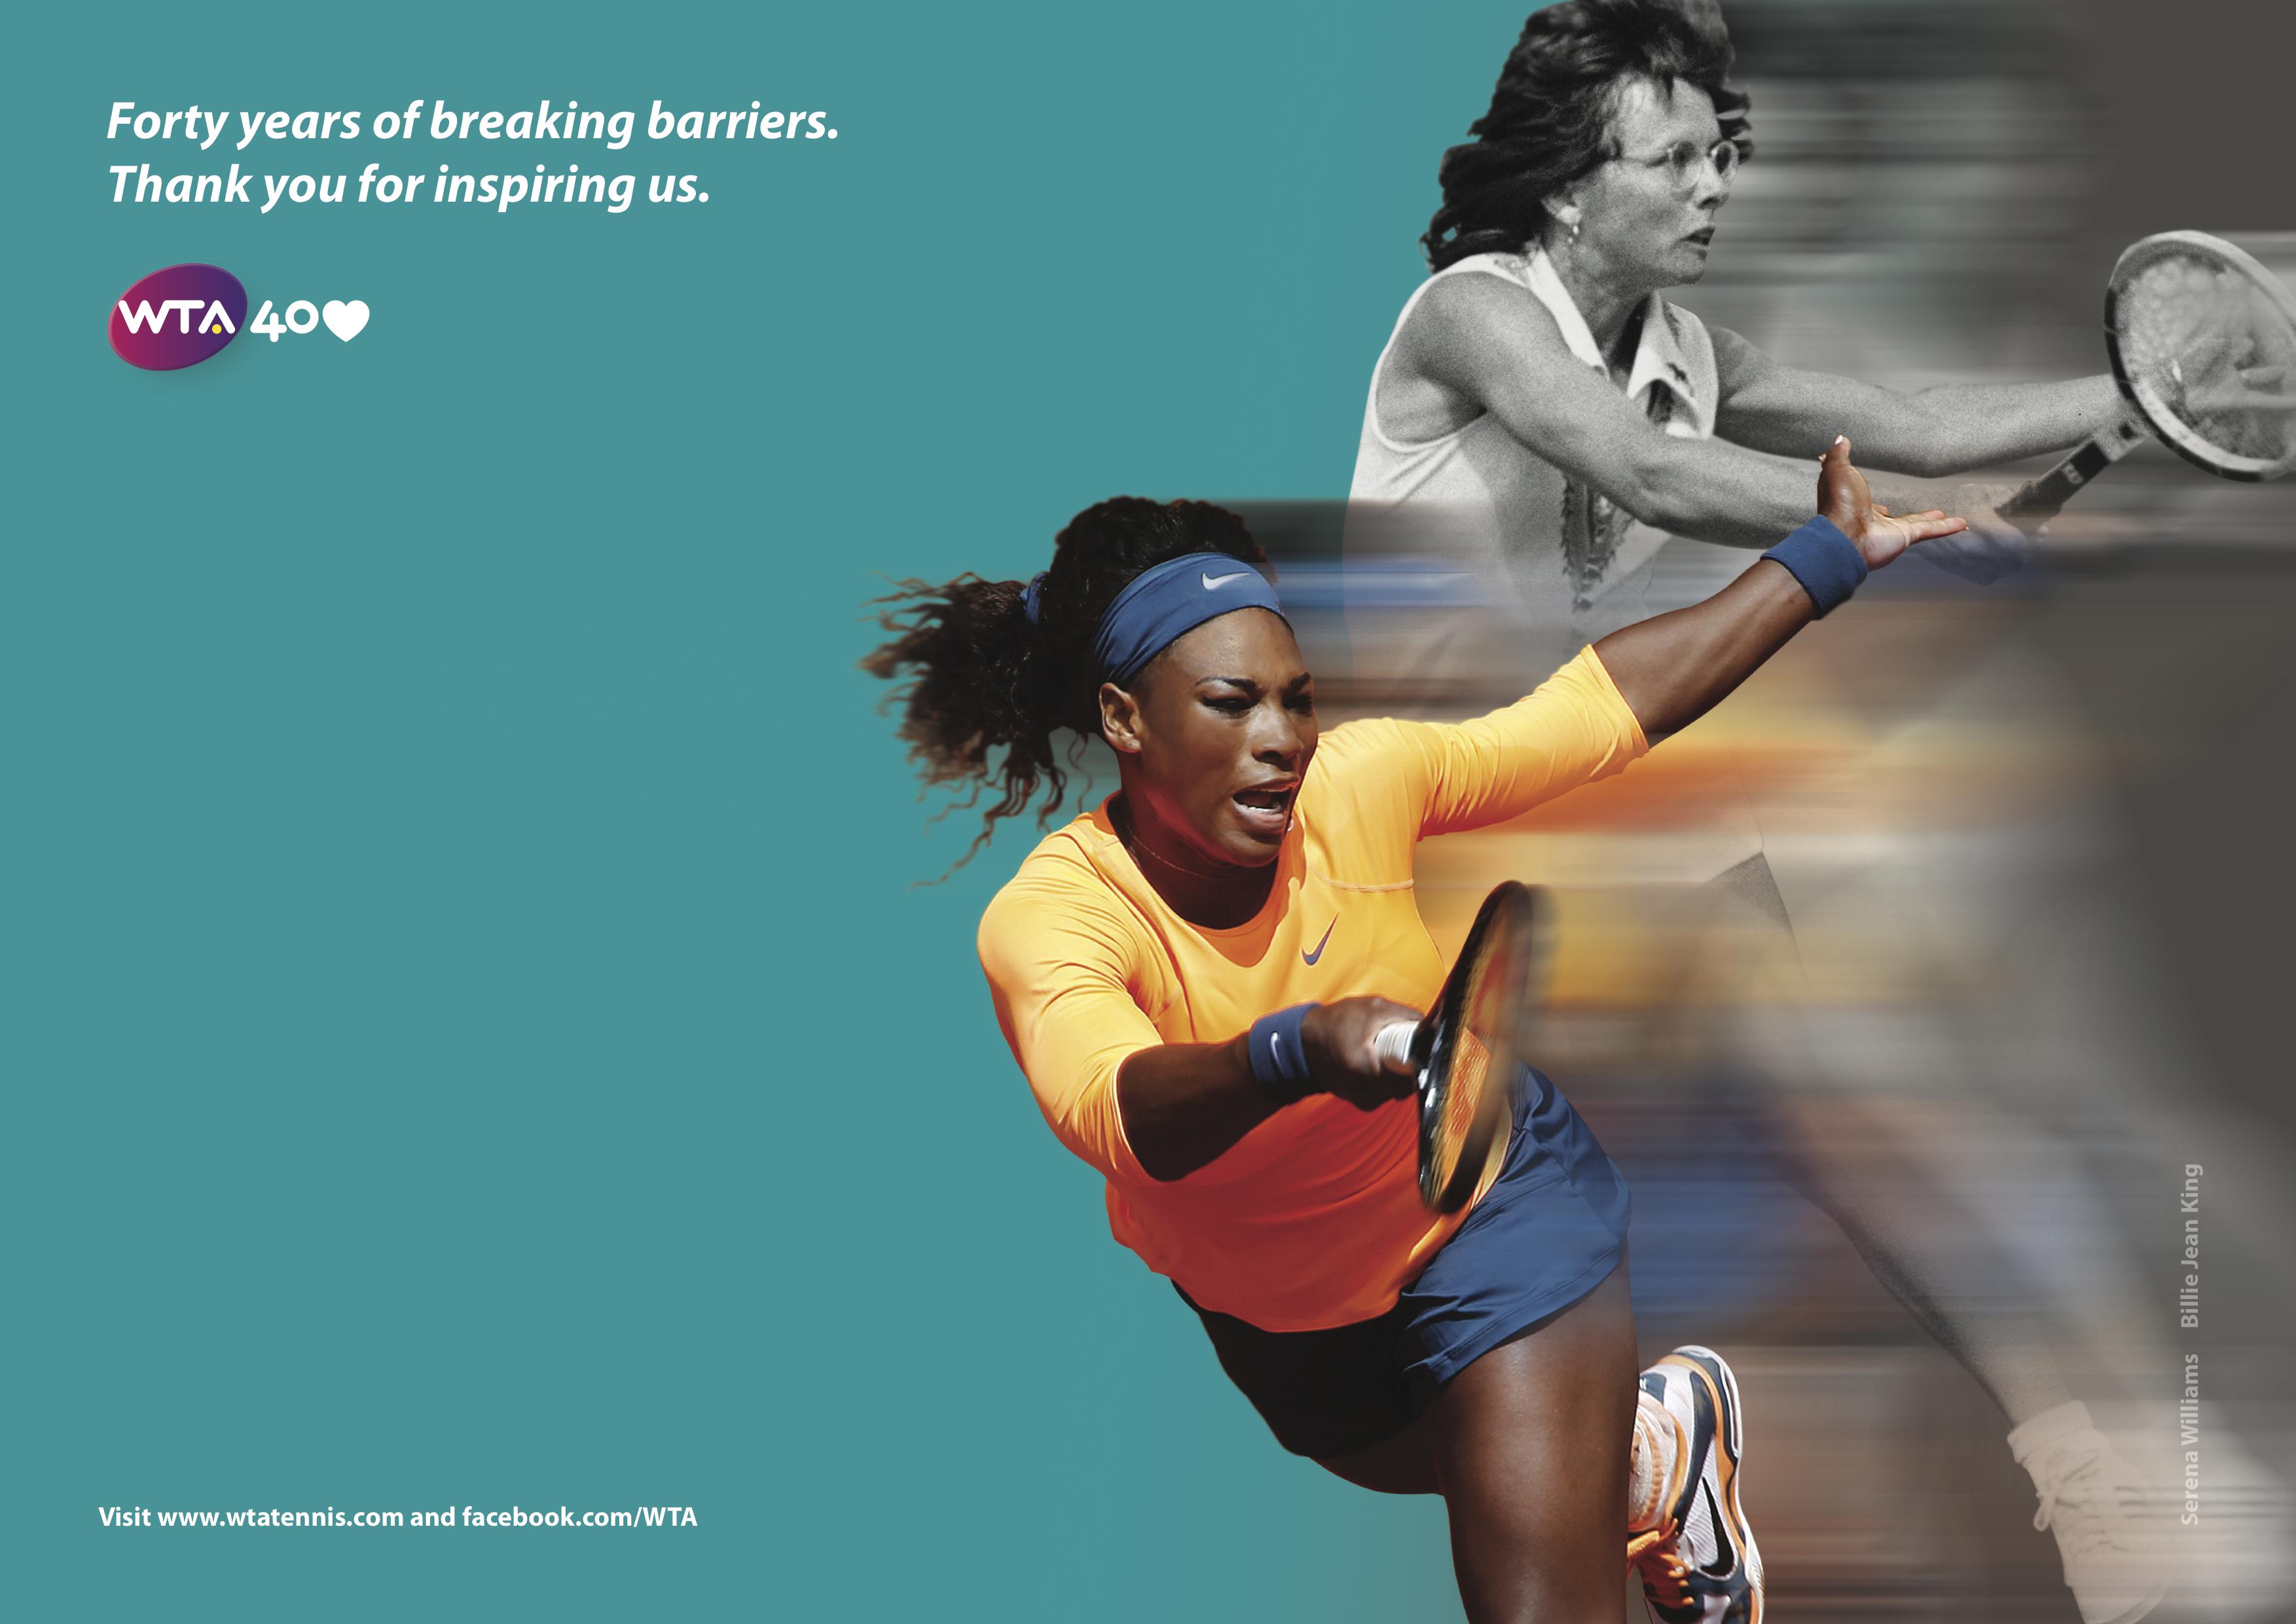 Forty years of breaking barriers.
Thank you for inspiring us.
WTA 40
Visit www.wtatennis.com and facebook.com/WTA
Serena Williams Billie Jean King